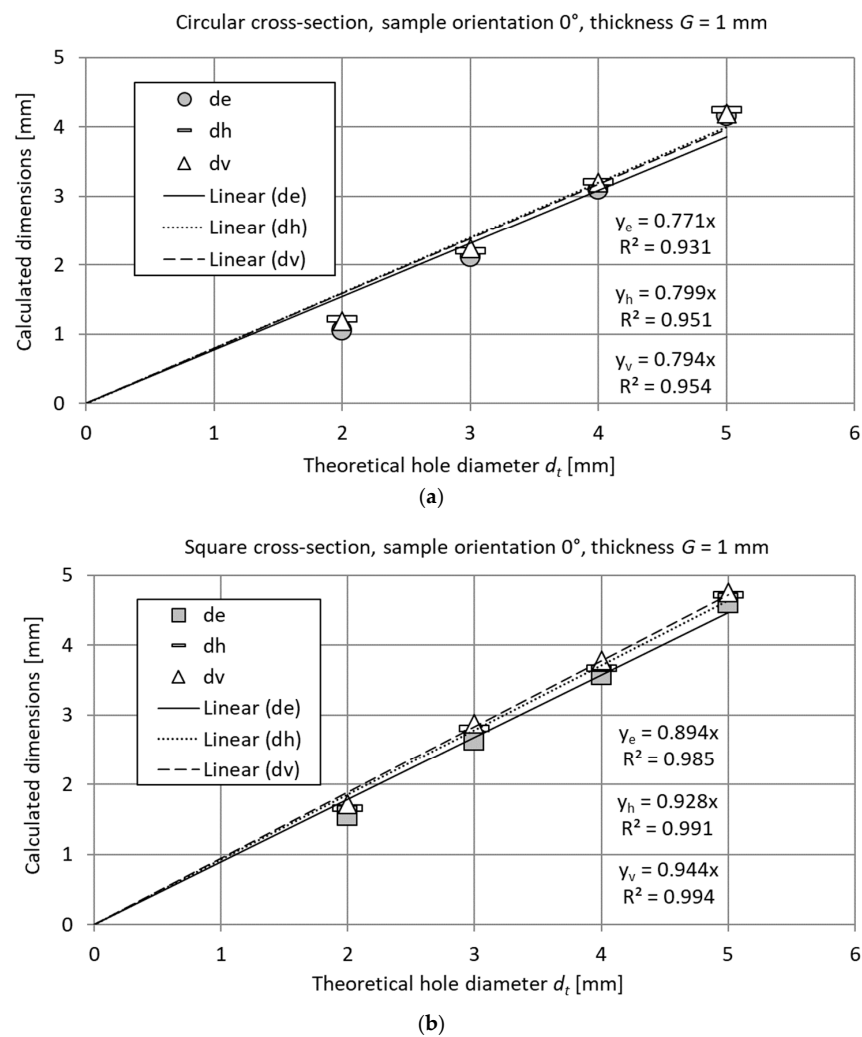 Circular cross-section, sample orientation 0°, thickness G = 1 mm
5
4
3
2
1
0
Calculated dimensions [mm]
de
dh
dv
Linear (de)
Linear (dh)
Linear (dv)
yₑ = 0.771x
R² = 0.931
yₕ = 0.799x
R² = 0.951
yᵥ = 0.794x
R² = 0.954
0 1 2 3 4 5 6
Theoretical hole diameter dₜ [mm]
(a)
Square cross-section, sample orientation 0°, thickness G = 1 mm
5
4
3
2
1
0
Calculated dimensions [mm]
de
dh
dv
Linear (de)
Linear (dh)
Linear (dv)
yₑ = 0.894x
R² = 0.985
yₕ = 0.928x
R² = 0.991
yᵥ = 0.944x
R² = 0.994
0 1 2 3 4 5 6
Theoretical hole diameter dₜ [mm]
(b)